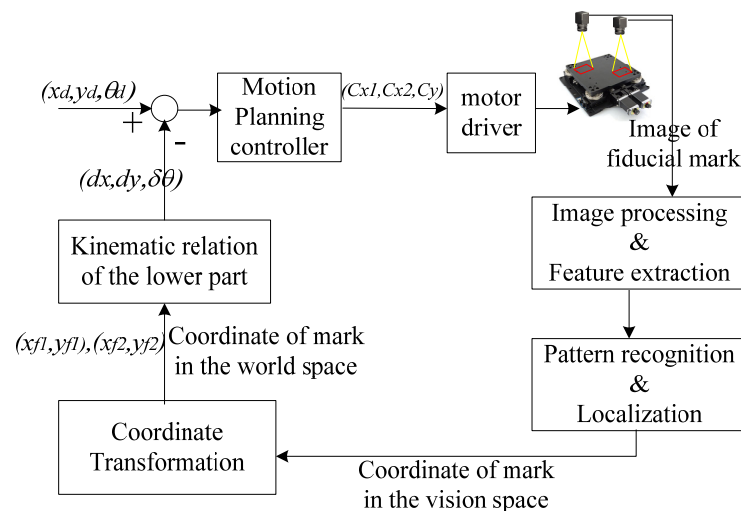 (xd,yd,θd)
+
-
Motion
Planning
controller
(Cx1,Cx2,Cy)
motor
driver
Image of
fiducial mark
(dx,dy,δθ)
Image processing
&
Feature extraction
Kinematic relation
of the lower part
(xf1,yf1),(xf2,yf2)
Coordinate of mark
in the world space
Pattern recognition
&
Localization
Coordinate
Transformation
Coordinate of mark
in the vision space